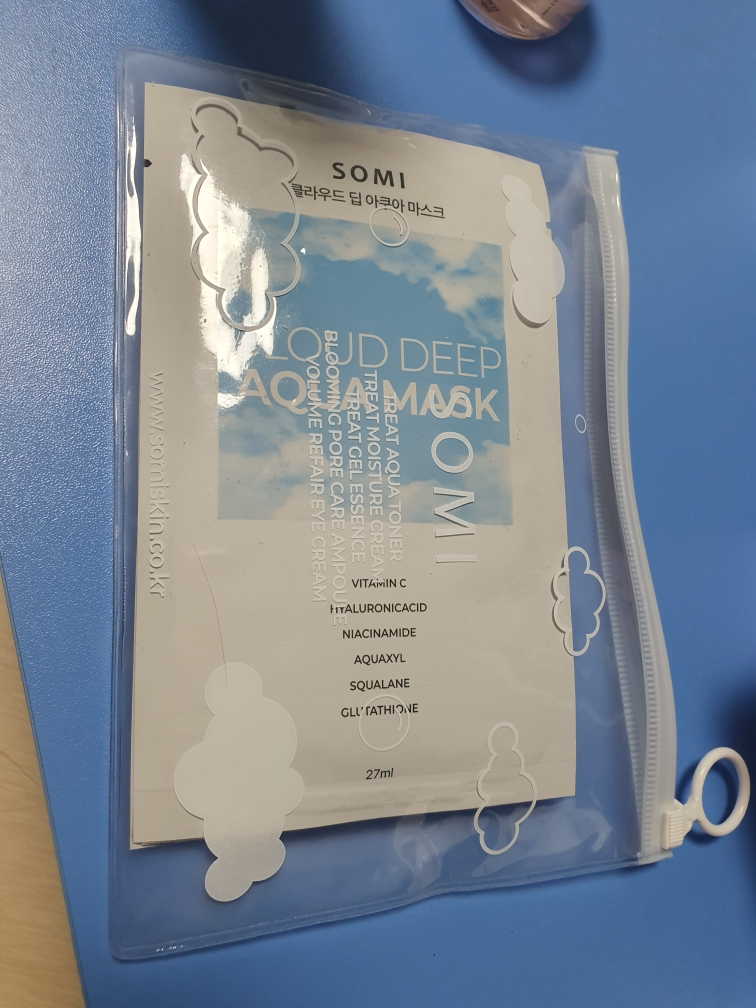 SOMI
클라우드 딥 아쿠아 마스크
CLOUD DEEP
AQUA MASK
VITAMIN C
HYALURONICACID
NIACINAMIDE
AQUAXYL
SQUALANE
GLUTATHIONE
27ml
SOMI
TREAT AQUA TONER
TREAT MOISTURE CREAM
TREAT GEL ESSENCE
BLOOMING PORE CARE AMPOULE
VOLUME REFAIR EYE CREAM
www.somiskin.co.kr